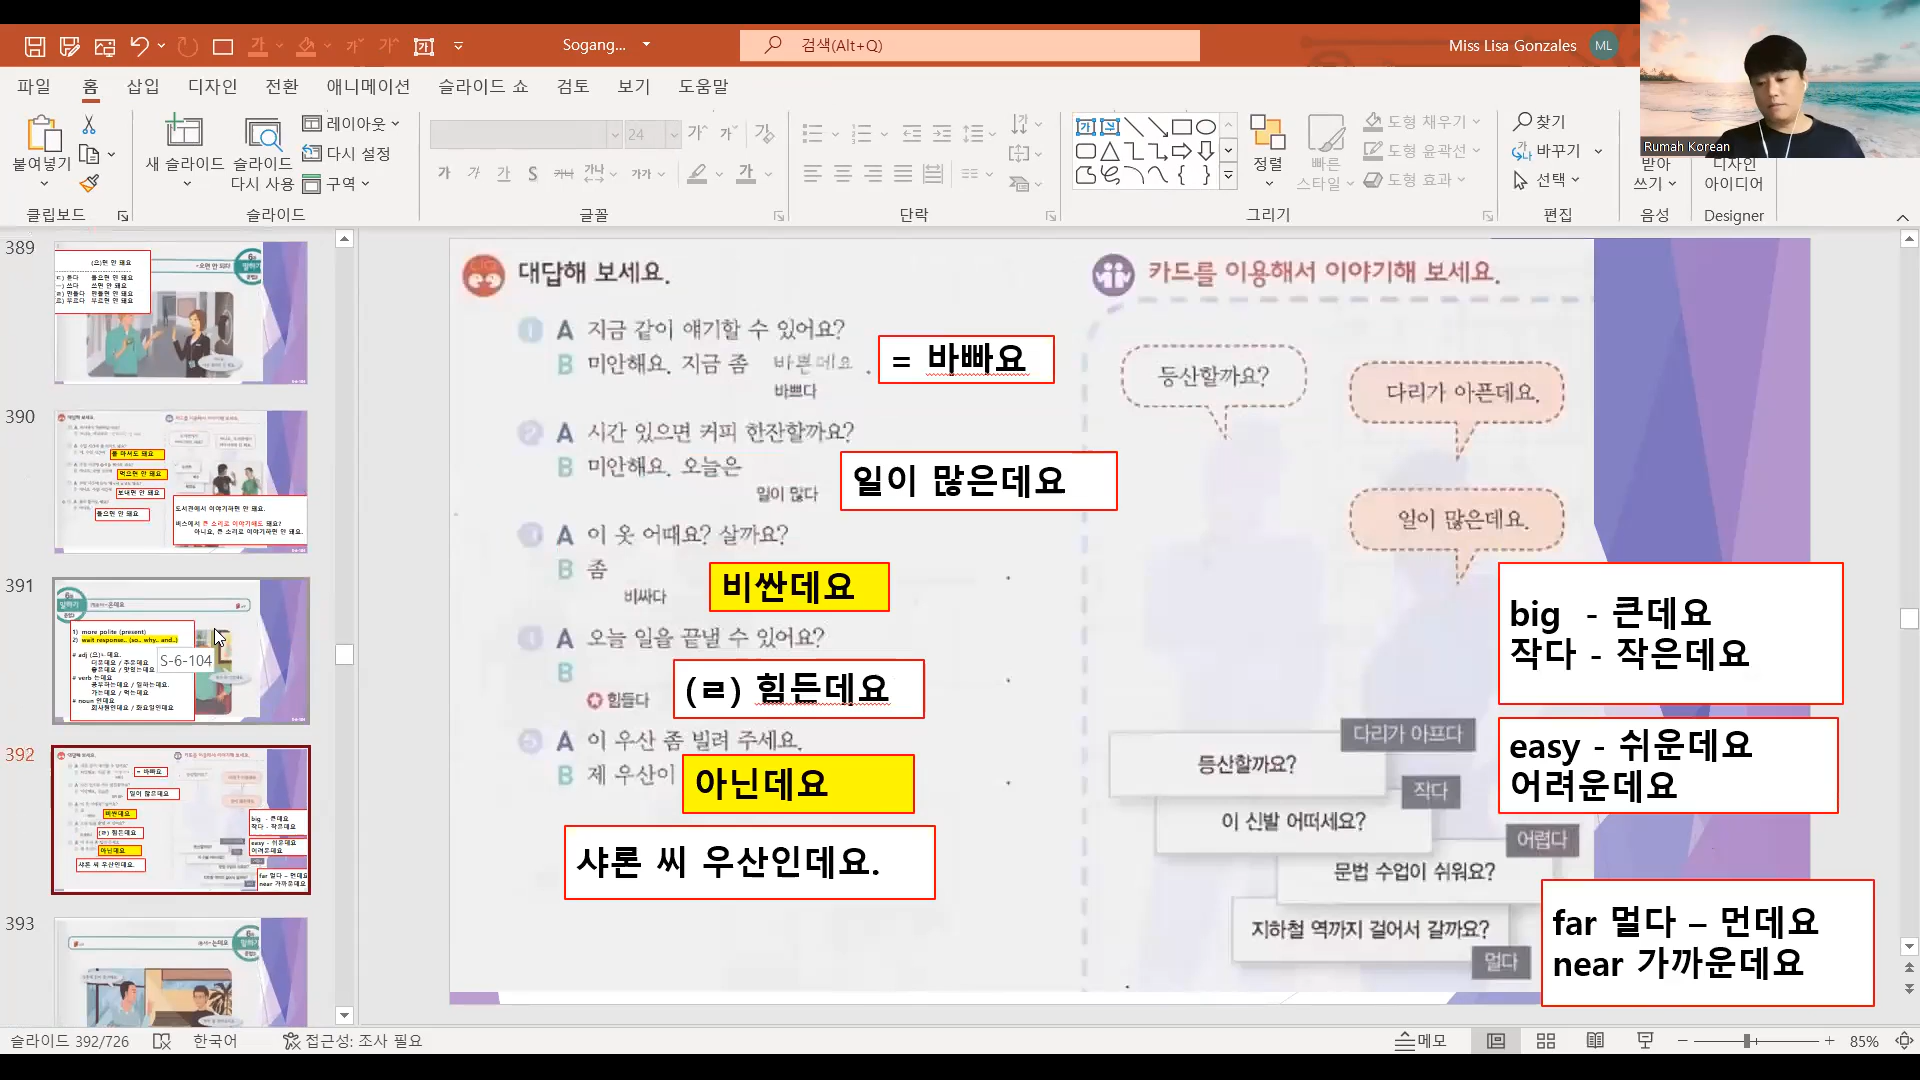 Sogang...
검색(Alt+Q)
Miss Lisa Gonzales
ML
파일
홈
삽입
디자인
전환
애니메이션
슬라이드 쇼
검토
보기
도움말
붙여넣기
새 슬라이드
슬라이드 다시 사용
레이아웃
다시 설정
구역
24
정렬
빠른 스타일
도형 채우기
도형 윤곽선
도형 효과
찾기
바꾸기
선택
받아쓰기
디자인 아이디어
Rumah Korean
클립보드
슬라이드
글꼴
단락
그리기
편집
음성
Designer
389
390
391
392
393
S-6-104
대답해 보세요.
1 A 지금 같이 얘기할 수 있어요?
B 미안해요. 지금 좀 바쁜데요.
바쁘다
= 바빠요
2 A 시간 있으면 커피 한잔할까요?
B 미안해요. 오늘은
일이 많다
일이 많은데요
3 A 이 옷 어때요? 살까요?
B 좀
비싸다
비싼데요
A 오늘 일을 끝낼 수 있어요?
B
힘들다
(ㄹ) 힘든데요
5 A 이 우산 좀 빌려 주세요.
B 제 우산이
아닌데요
샤론 씨 우산인데요.
카드를 이용해서 이야기해 보세요.
등산할까요?
다리가 아픈데요.
일이 많은데요.
다리가 아프다
등산할까요?
작다
이 신발 어떠세요?
어렵다
문법 수업이 쉬워요?
지하철 역까지 걸어서 갈까요?
멀다
big - 큰데요
작다 - 작은데요
easy - 쉬운데요
어려운데요
far 멀다 – 먼데요
near 가까운데요
슬라이드 392/726
한국어
접근성: 조사 필요
메모
85%